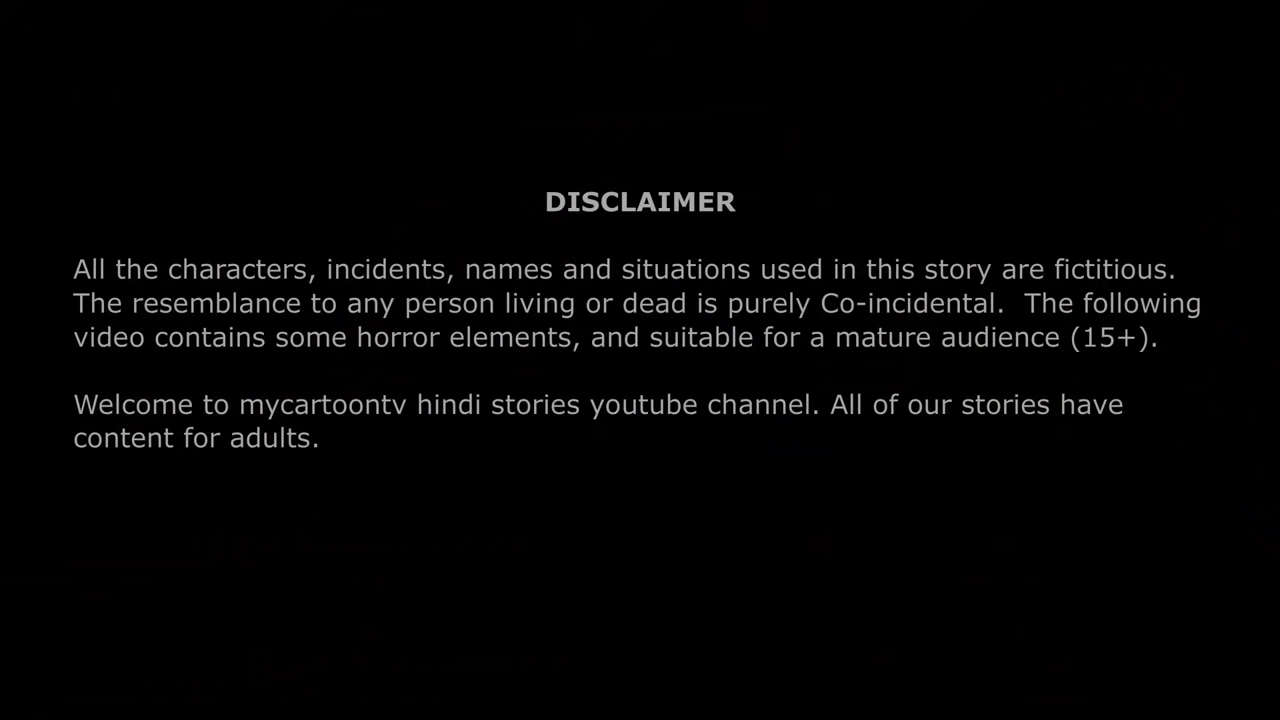 DISCLAIMER
All the characters, incidents, names and situations used in this story are fictitious.
The resemblance to any person living or dead is purely Co-incidental.  The following
video contains some horror elements, and suitable for a mature audience (15+).
Welcome to mycartoontv hindi stories youtube channel. All of our stories have
content for adults.